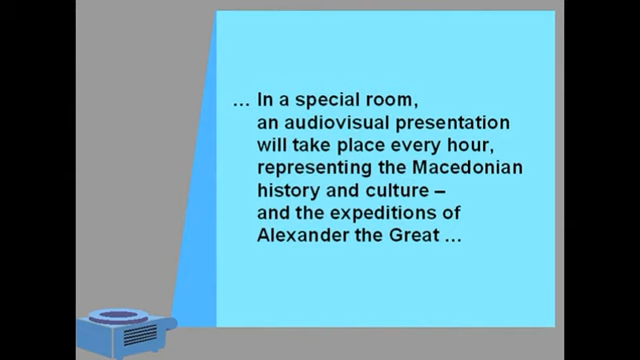 … In a special room,
an audiovisual presentation
will take place every hour,
representing the Macedonian
history and culture –
and the expeditions of
Alexander the Great …